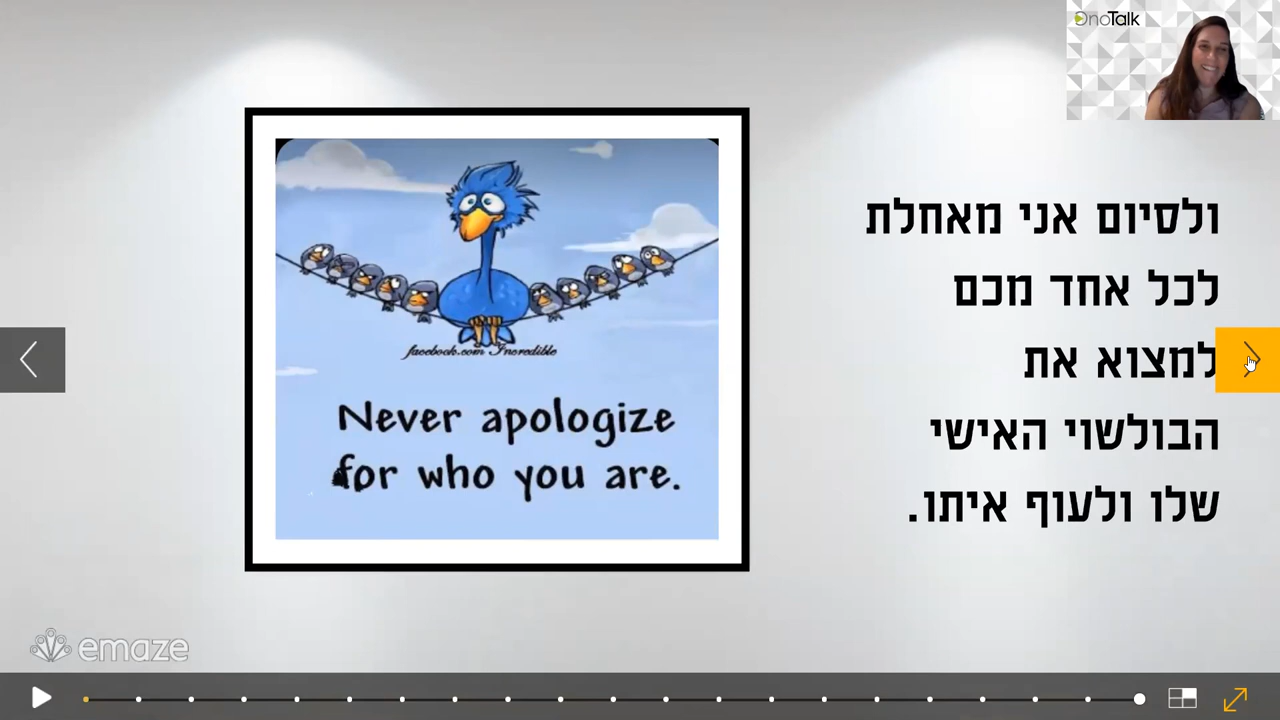 OnoTalk
ולסיום אני מאחלת
לכל אחד מכם
למצוא את
הבולשוי האישי
שלו ולעוף איתו.
facebook.com Incredible
Never apologize
for who you are.
emaze